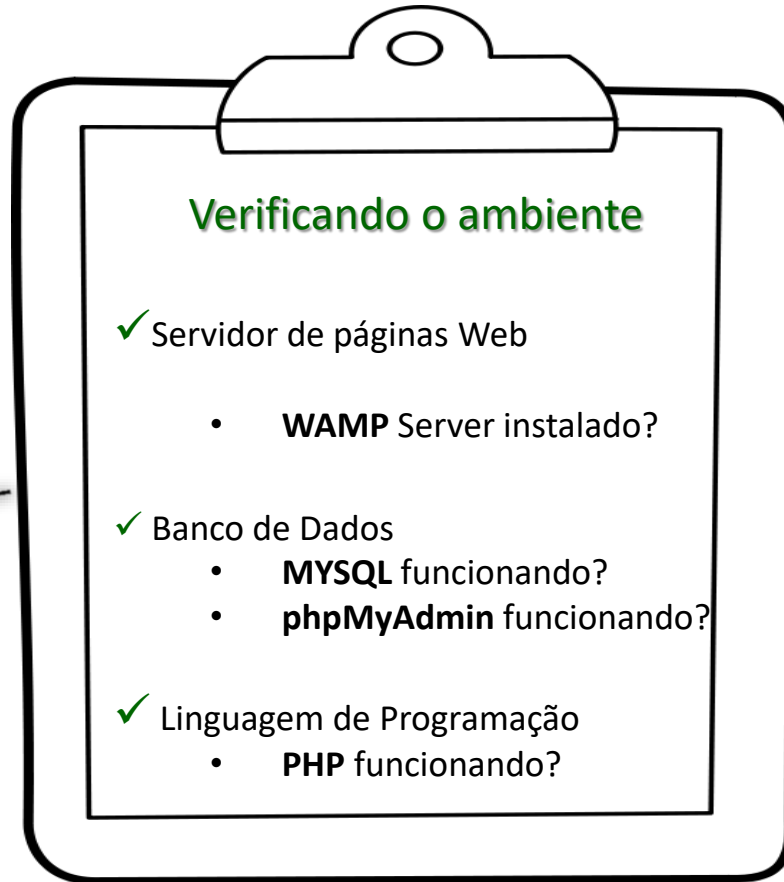 Verificando o ambiente
✓Servidor de páginas Web
• WAMP Server instalado?
✓ Banco de Dados
• MYSQL funcionando?
• phpMyAdmin funcionando?
✓ Linguagem de Programação
• PHP funcionando?